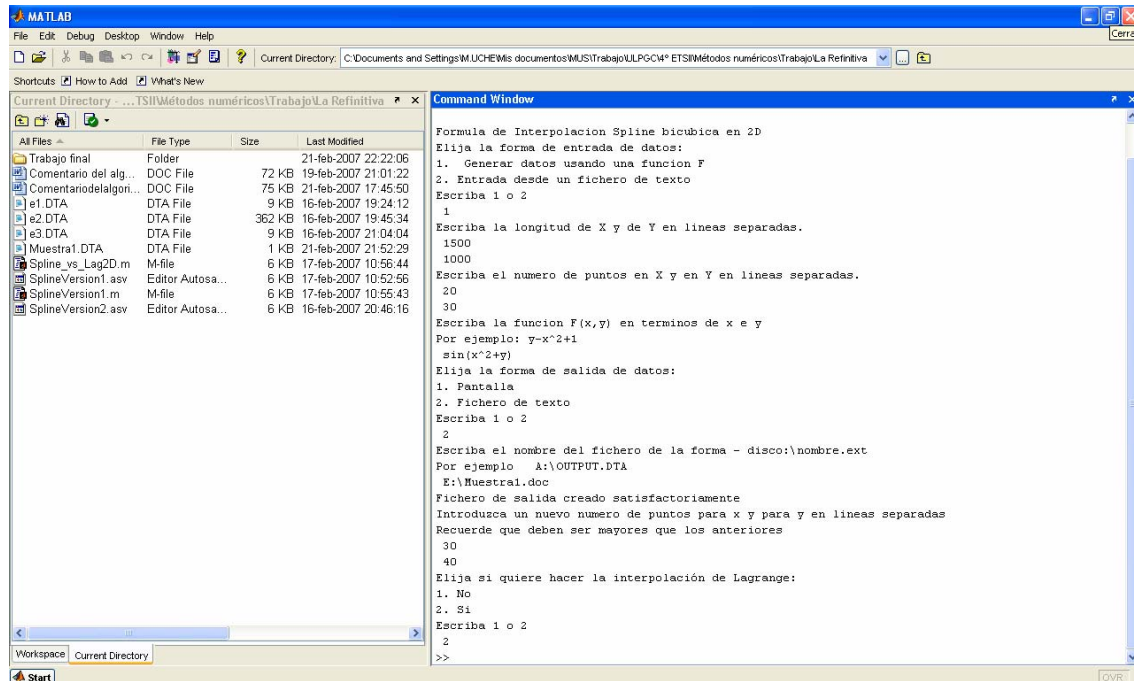 MATLAB
File Edit Debug Desktop Window Help
Cerra
Current Directory: C:\Documents and Settings\M.UCHE\Mis documentos\MUS\Trabajo\ULPGC\4º ETSII\Métodos numéricos\Trabajo\La Refinitiva
Shortcuts How to Add What's New
Current Directory - ...TSII\Métodos numéricos\Trabajo\La Refinitiva
All Files File Type Size Last Modified
Trabajo final Folder 21-feb-2007 22:22:06
Comentario del alg... DOC File 72 KB 19-feb-2007 21:01:22
Comentariodelalgori... DOC File 75 KB 21-feb-2007 17:45:50
e1.DTA DTA File 9 KB 16-feb-2007 19:24:12
e2.DTA DTA File 362 KB 16-feb-2007 19:45:34
e3.DTA DTA File 9 KB 16-feb-2007 21:04:04
Muestra1.DTA DTA File 1 KB 21-feb-2007 21:52:29
Spline_vs_Lag2D.m M-file 6 KB 17-feb-2007 10:56:44
SplineVersion1.asv Editor Autosa... 6 KB 17-feb-2007 10:52:56
SplineVersion1.m M-file 6 KB 17-feb-2007 10:55:43
SplineVersion2.asv Editor Autosa... 6 KB 16-feb-2007 20:46:16
Workspace Current Directory
Command Window
Formula de Interpolacion Spline bicubica en 2D
Elija la forma de entrada de datos:
1. Generar datos usando una funcion F
2. Entrada desde un fichero de texto
Escriba 1 o 2
1
Escriba la longitud de X y de Y en lineas separadas.
1500
1000
Escriba el numero de puntos en X y en Y en lineas separadas.
20
30
Escriba la funcion F(x,y) en terminos de x e y
Por ejemplo: y-x^2+1
sin(x^2+y)
Elija la forma de salida de datos:
1. Pantalla
2. Fichero de texto
Escriba 1 o 2
2
Escriba el nombre del fichero de la forma - disco:\nombre.ext
Por ejemplo A:\OUTPUT.DTA
E:\Muestra1.doc
Fichero de salida creado satisfactoriamente
Introduzca un nuevo numero de puntos para x y para y en lineas separadas
Recuerde que deben ser mayores que los anteriores
30
40
Elija si quiere hacer la interpolación de Lagrange:
1. No
2. Si
Escriba 1 o 2
2
>>
Start
OVR